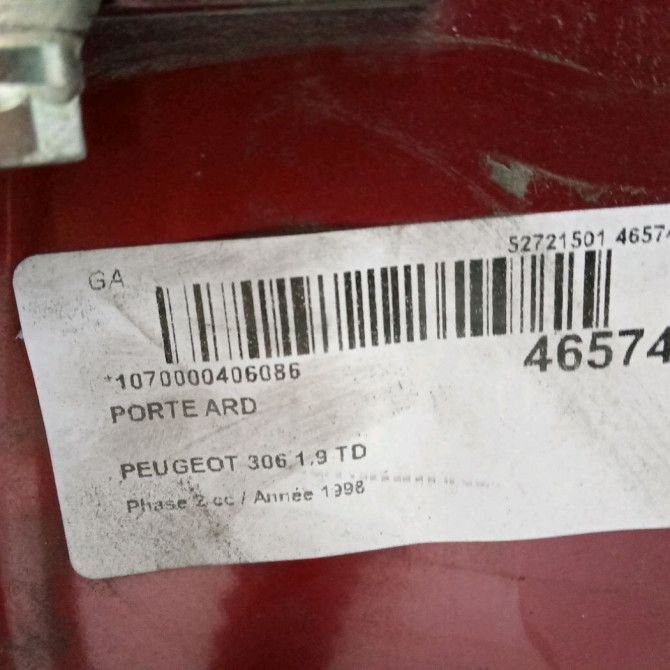 52721501 46574
GA
46574
*1070000406086
PORTE ARD
PEUGEOT 306 1.9 TD
Phase 2 cc / Année 1998